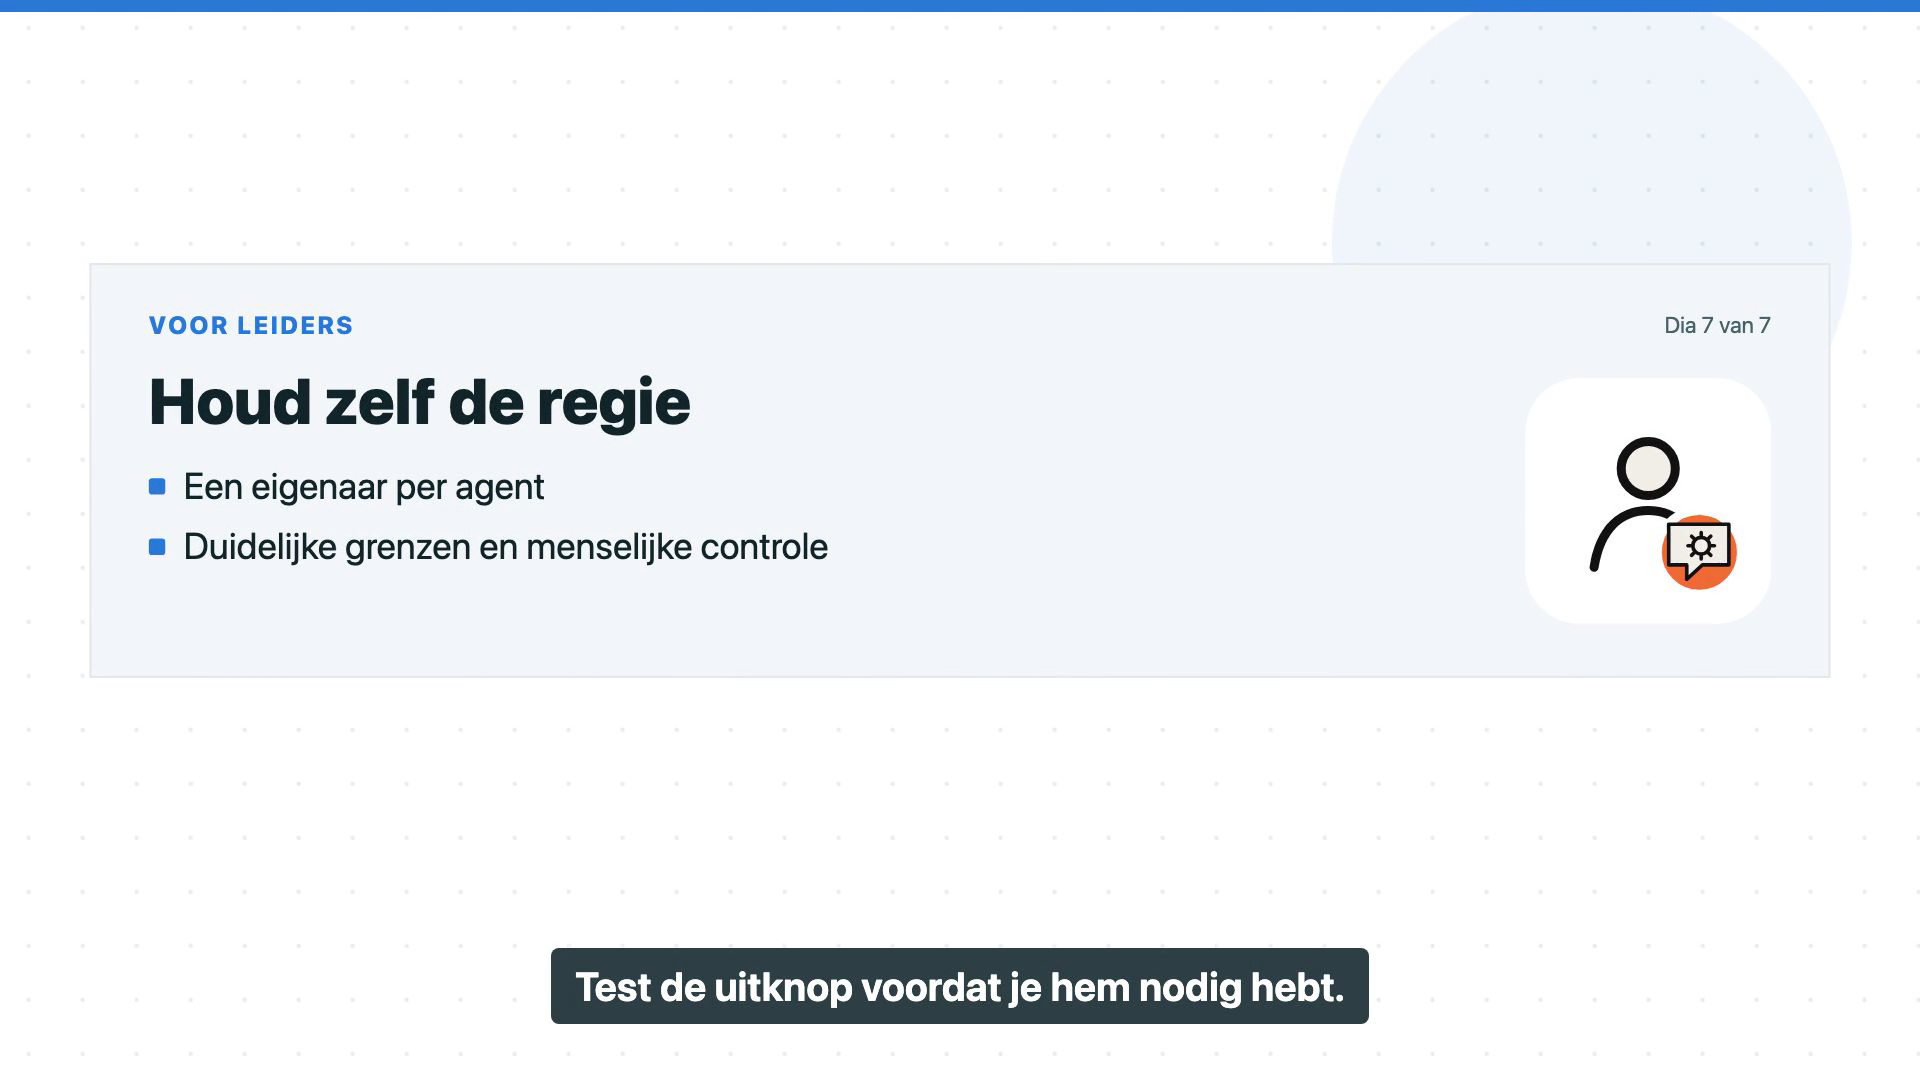 VOOR LEIDERS
Dia 7 van 7
Houd zelf de regie
Een eigenaar per agent
Duidelijke grenzen en menselijke controle
Test de uitknop voordat je hem nodig hebt.